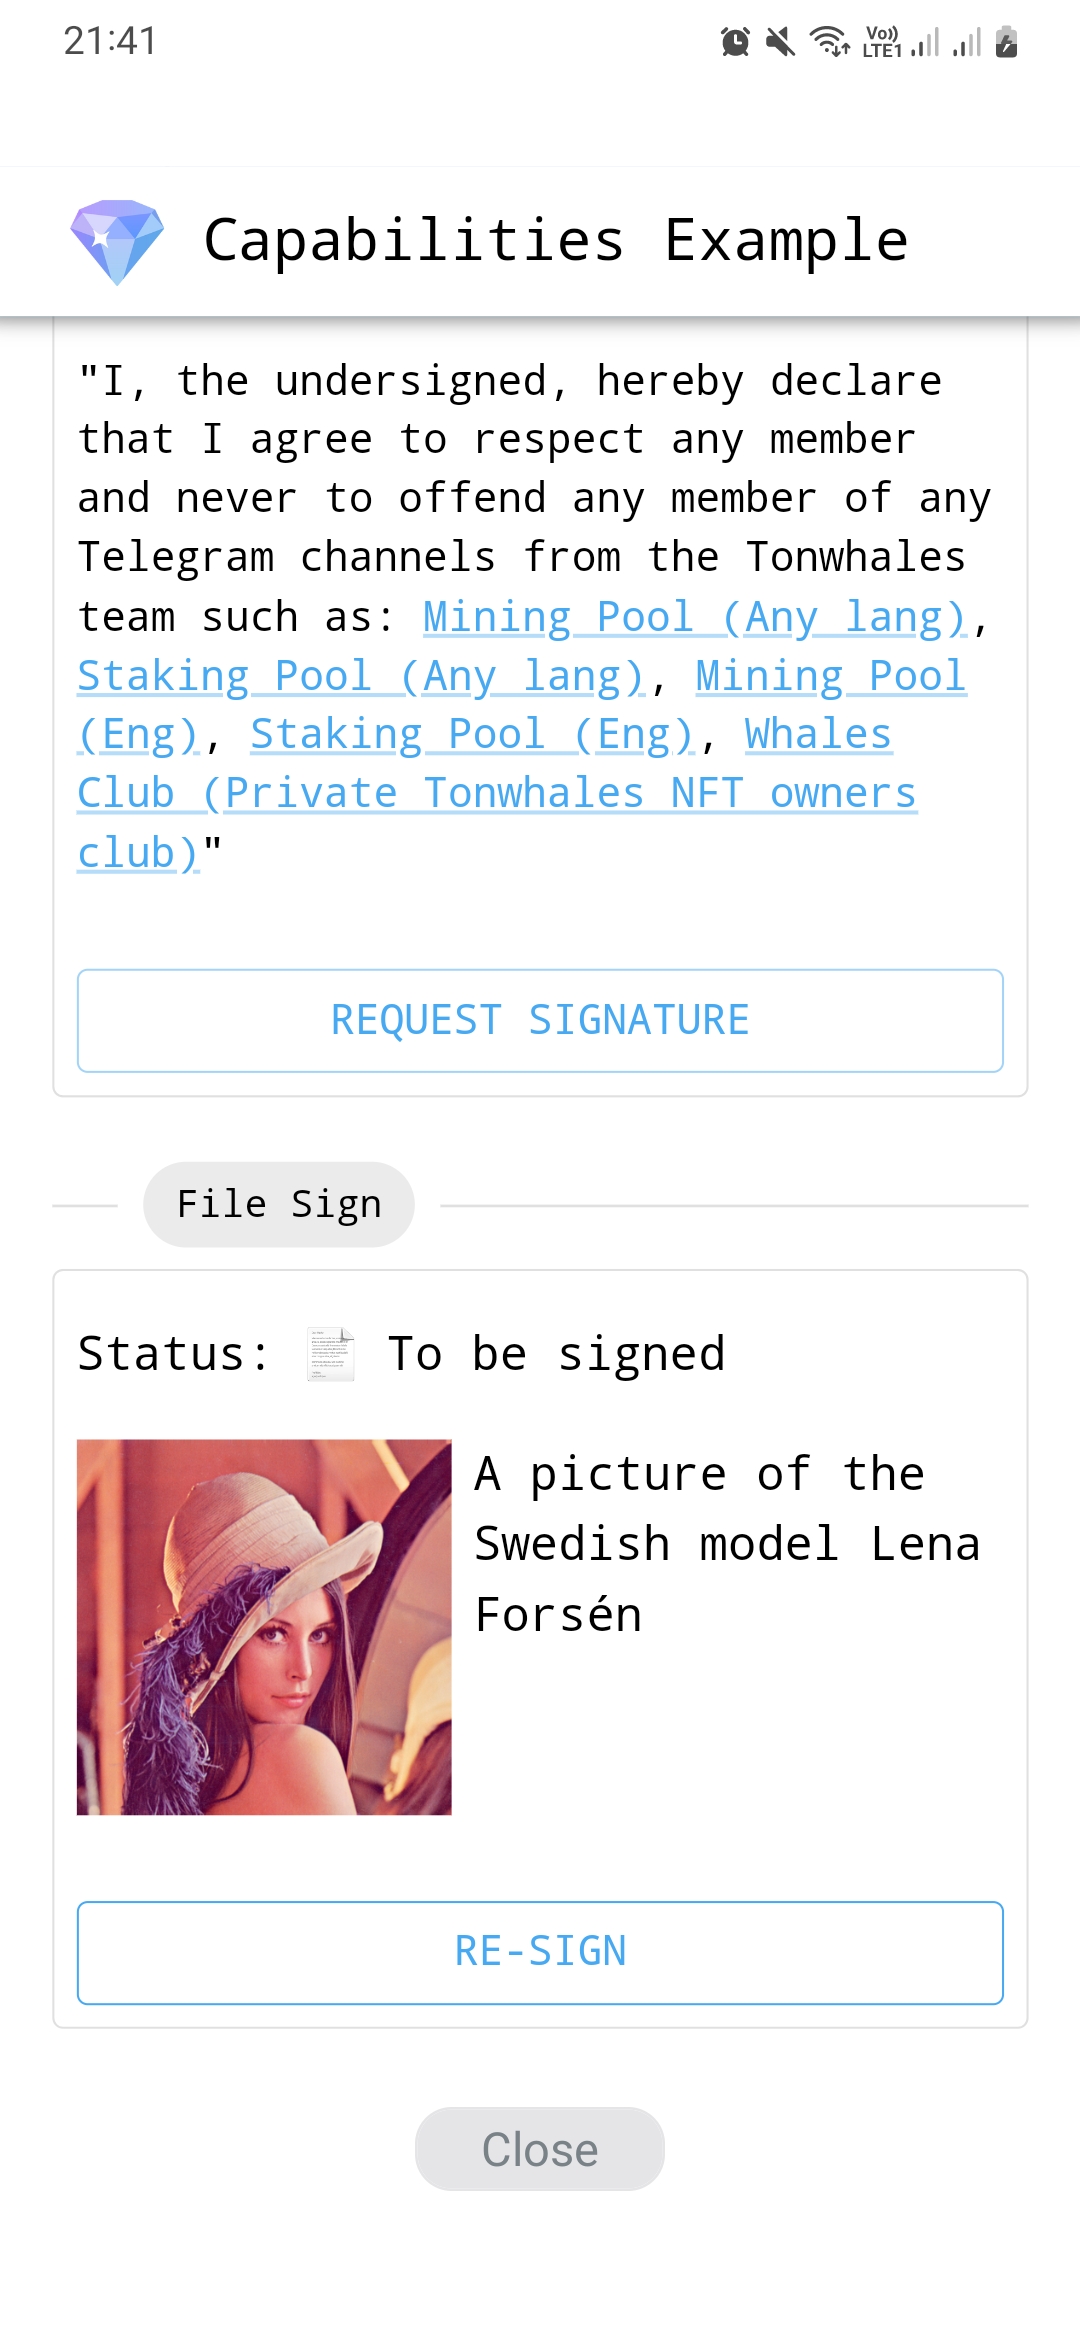 21:41
Vo))
LTE1
Capabilities Example
"I, the undersigned, hereby declare
that I agree to respect any member
and never to offend any member of any
Telegram channels from the Tonwhales
team such as: Mining Pool (Any lang),
Staking Pool (Any lang), Mining Pool
(Eng), Staking Pool (Eng), Whales
Club (Private Tonwhales NFT owners
club)"
REQUEST SIGNATURE
File Sign
Status: To be signed
A picture of the
Swedish model Lena
Forsén
RE-SIGN
Close